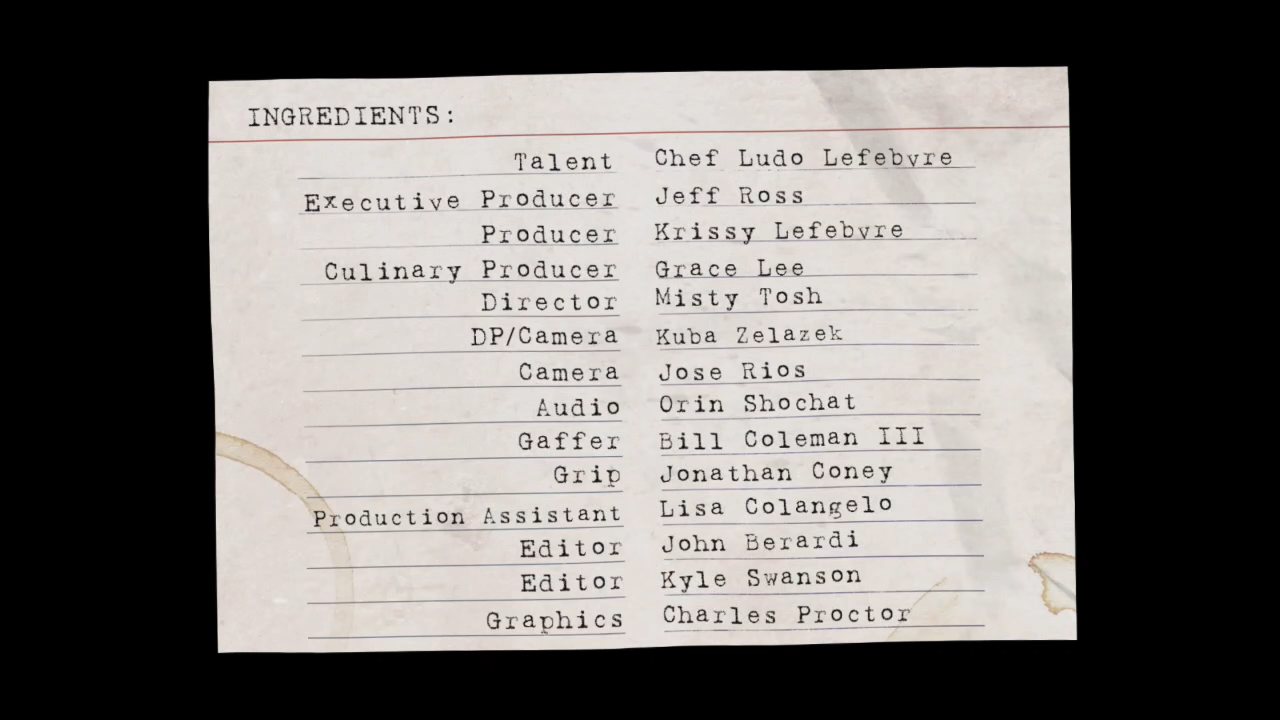 INGREDIENTS:
Talent Chef Ludo Lefebvre
Executive Producer Jeff Ross
Producer Krissy Lefebvre
Culinary Producer Grace Lee
Director Misty Tosh
DP/Camera Kuba Zelazek
Camera Jose Rios
Audio Orin Shochat
Gaffer Bill Coleman III
Grip Jonathan Coney
Production Assistant Lisa Colangelo
Editor John Berardi
Editor Kyle Swanson
Graphics Charles Proctor